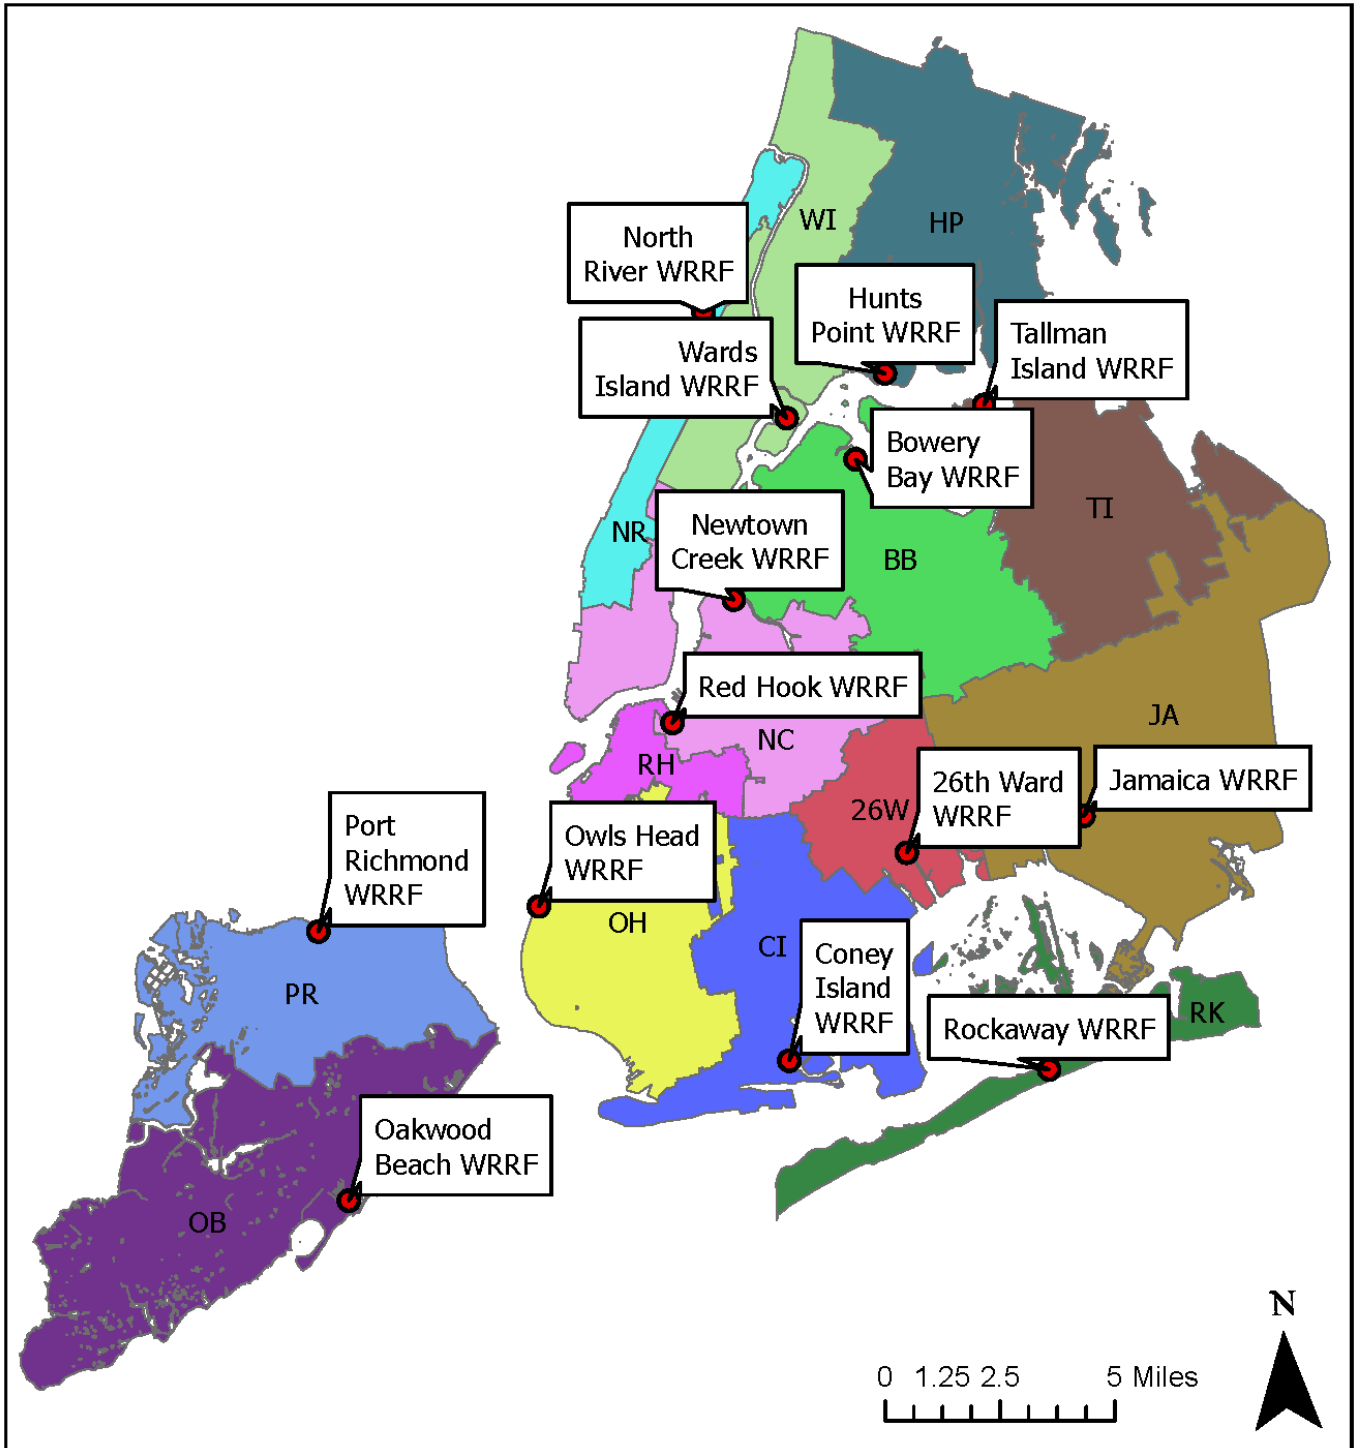 WI
HP
North
River WRRF
Hunts
Point WRRF
Tallman
Island WRRF
Wards
Island WRRF
Bowery
Bay WRRF
TI
NR
Newtown
Creek WRRF
BB
Red Hook WRRF
JA
NC
RH
26th Ward
WRRF
Jamaica WRRF
26W
Port
Richmond
WRRF
Owls Head
WRRF
OH
CI
Coney
Island
WRRF
PR
Rockaway WRRF
RK
Oakwood
Beach WRRF
OB
N
0 1.25 2.5 5 Miles